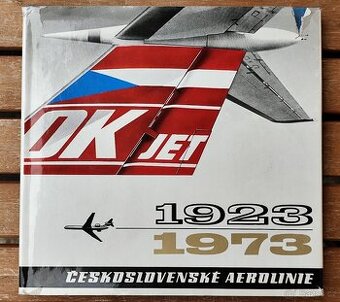 OK JET
1923
1973
ČESKOSLOVENSKÉ AEROLINIE